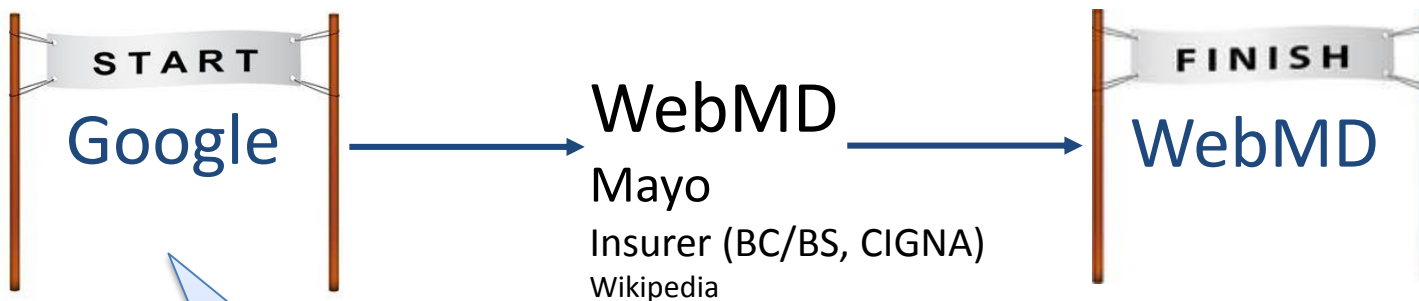 START
Google
WebMD
Mayo
Insurer (BC/BS, CIGNA)
Wikipedia
FINISH
WebMD